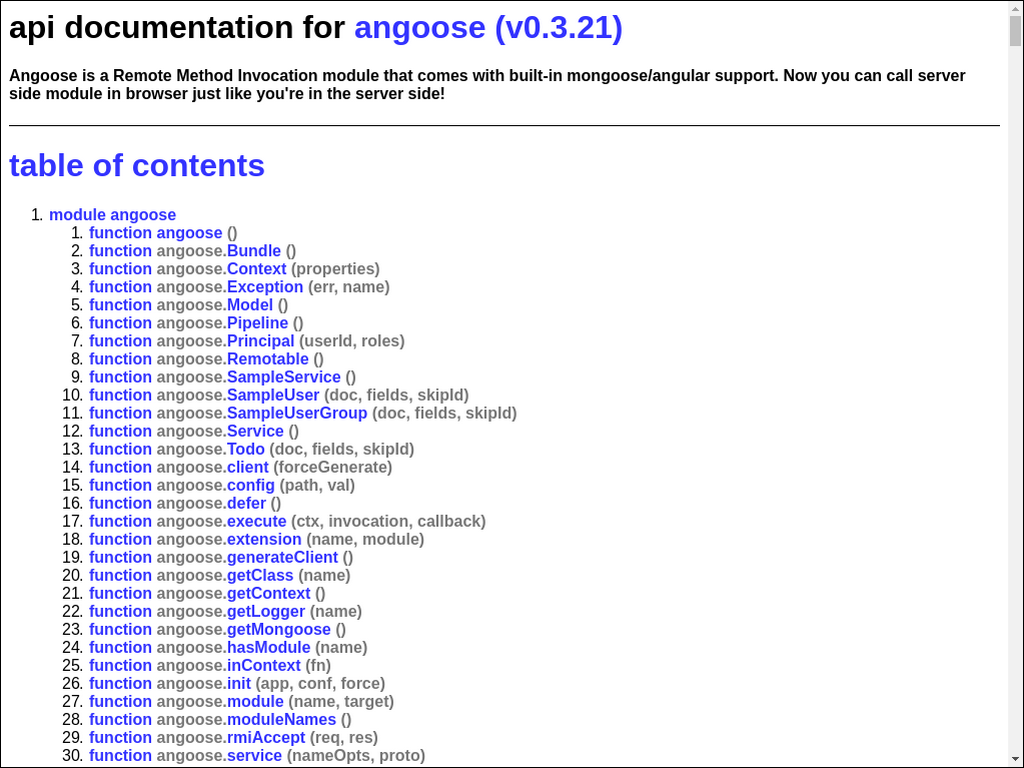 api documentation for angoose (v0.3.21)
Angoose is a Remote Method Invocation module that comes with built-in mongoose/angular support. Now you can call server
side module in browser just like you're in the server side!
table of contents
1. module angoose
1. function angoose ()
2. function angoose.Bundle ()
3. function angoose.Context (properties)
4. function angoose.Exception (err, name)
5. function angoose.Model ()
6. function angoose.Pipeline ()
7. function angoose.Principal (userId, roles)
8. function angoose.Remotable ()
9. function angoose.SampleService ()
10. function angoose.SampleUser (doc, fields, skipId)
11. function angoose.SampleUserGroup (doc, fields, skipId)
12. function angoose.Service ()
13. function angoose.Todo (doc, fields, skipId)
14. function angoose.client (forceGenerate)
15. function angoose.config (path, val)
16. function angoose.defer ()
17. function angoose.execute (ctx, invocation, callback)
18. function angoose.extension (name, module)
19. function angoose.generateClient ()
20. function angoose.getClass (name)
21. function angoose.getContext ()
22. function angoose.getLogger (name)
23. function angoose.getMongoose ()
24. function angoose.hasModule (name)
25. function angoose.inContext (fn)
26. function angoose.init (app, conf, force)
27. function angoose.module (name, target)
28. function angoose.moduleNames ()
29. function angoose.rmiAccept (req, res)
30. function angoose.service (nameOpts, proto)